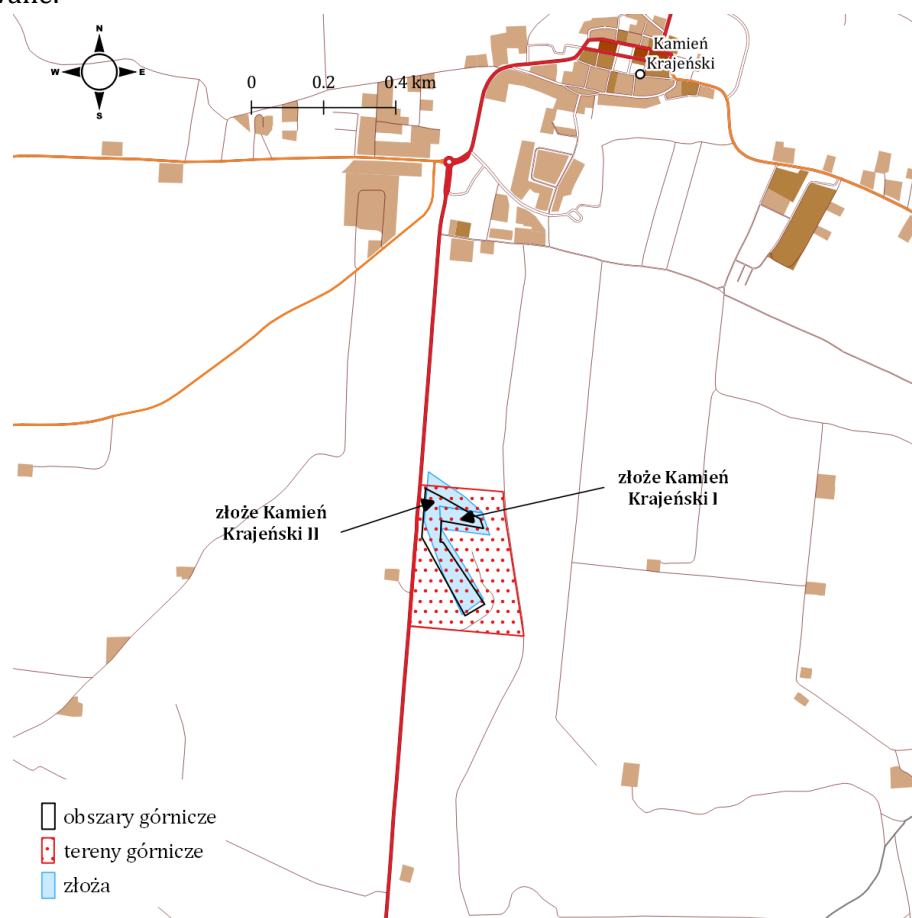 N
W E
S
0 0.2 0.4 km
Kamień
Krajeński
złoże Kamień
Krajeński I
złoże Kamień
Krajeński II
obszary górnicze
tereny górnicze
złoża